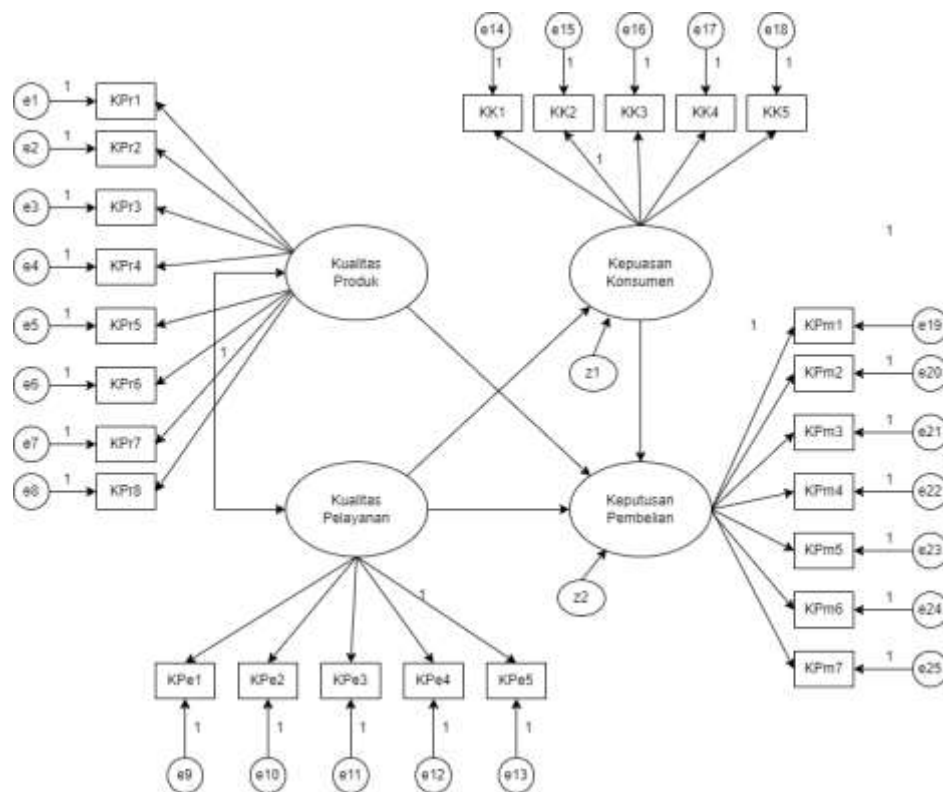 e14
e15
e16
e17
e18
1
1
1
1
1
KK1
KK2
KK3
KK4
KK5
1
e1
1
KPr1
e2
1
KPr2
e3
1
KPr3
e4
1
KPr4
e5
1
KPr5
e6
1
KPr6
e7
1
KPr7
e8
1
KPr8
1
Kualitas
Produk
Kepuasan
Konsumen
z1
1
1
KPm1
e19
KPm2
1
e20
KPm3
1
e21
KPm4
1
e22
KPm5
1
e23
KPm6
1
e24
KPm7
1
e25
Kualitas
Pelayanan
Keputusan
Pembelian
z2
1
KPe1
KPe2
KPe3
KPe4
KPe5
1
1
1
1
1
e9
e10
e11
e12
e13